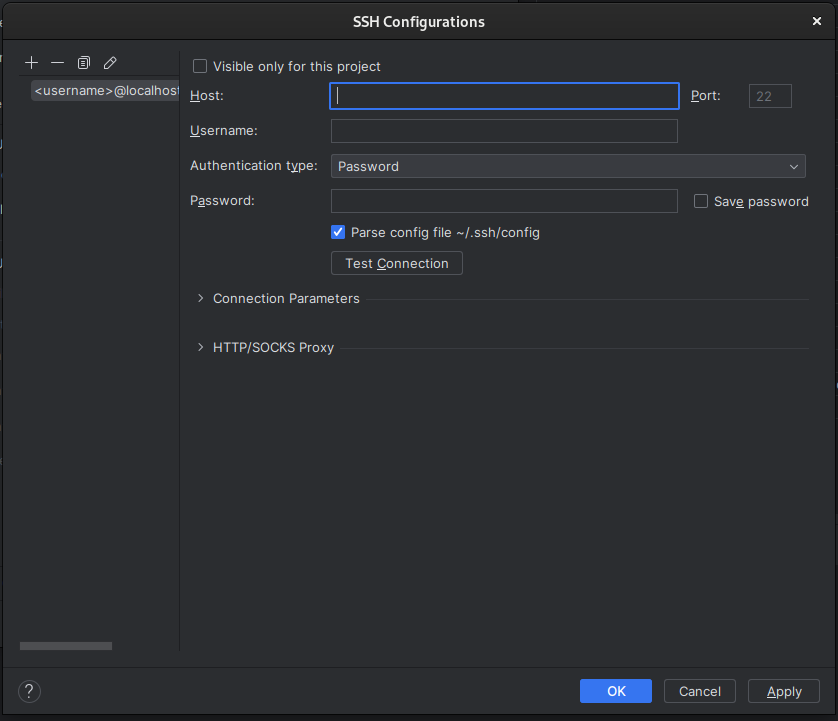 SSH Configurations
<username>@localhost
Visible only for this project
Host:
Port: 22
Username:
Authentication type: Password
Password:
Save password
Parse config file ~/.ssh/config
Test Connection
Connection Parameters
HTTP/SOCKS Proxy
?
OK
Cancel
Apply